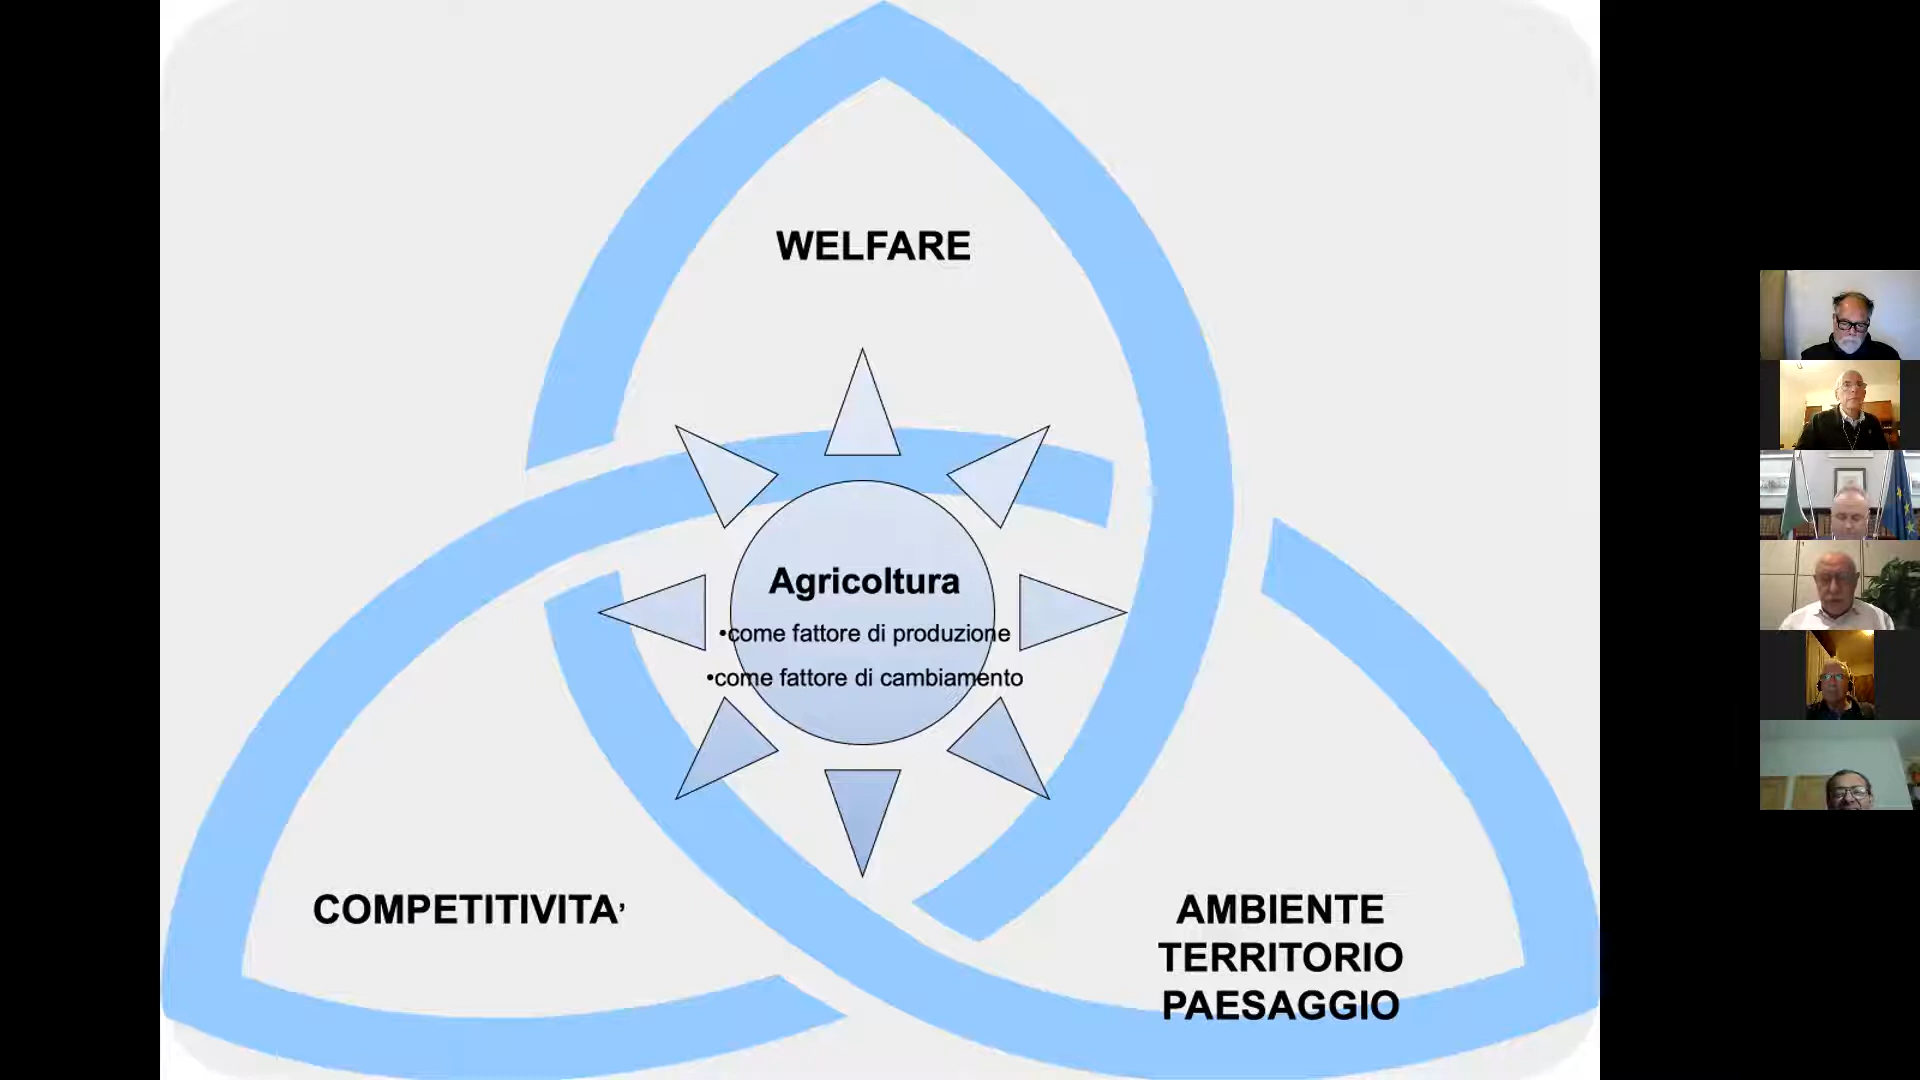 WELFARE
Agricoltura
•come fattore di produzione
•come fattore di cambiamento
COMPETITIVITA’
AMBIENTE
TERRITORIO
PAESAGGIO